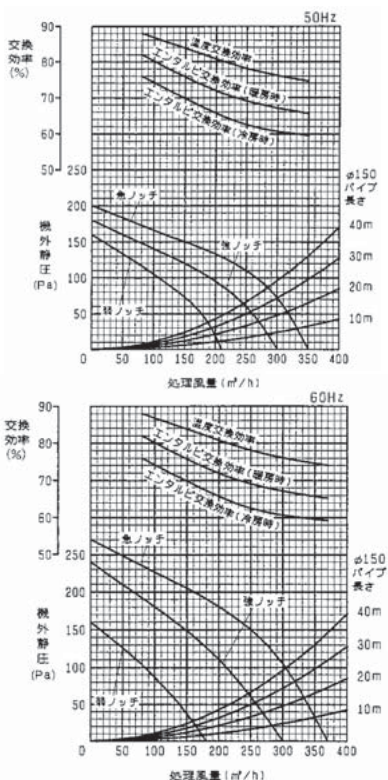 50Hz
交換効率(%)
90
80
70
60
50
温度交換効率
エンタルピ交換効率(暖房時)
エンタルピ交換効率(冷房時)
φ150
パイプ
長さ
機外静圧(Pa)
250
200
150
100
50
急ノッチ
強ノッチ
替ノッチ
40m
30m
20m
10m
0 50 100 150 200 250 300 350 400
処理風量(㎥/h)
60Hz
交換効率(%)
90
80
70
60
50
温度交換効率
エンタルピ交換効率(暖房時)
エンタルピ交換効率(冷房時)
φ150
パイプ
長さ
機外静圧(Pa)
250
200
150
100
50
急ノッチ
強ノッチ
替ノッチ
40m
30m
20m
10m
0 50 100 150 200 250 300 350 400
処理風量(㎥/h)